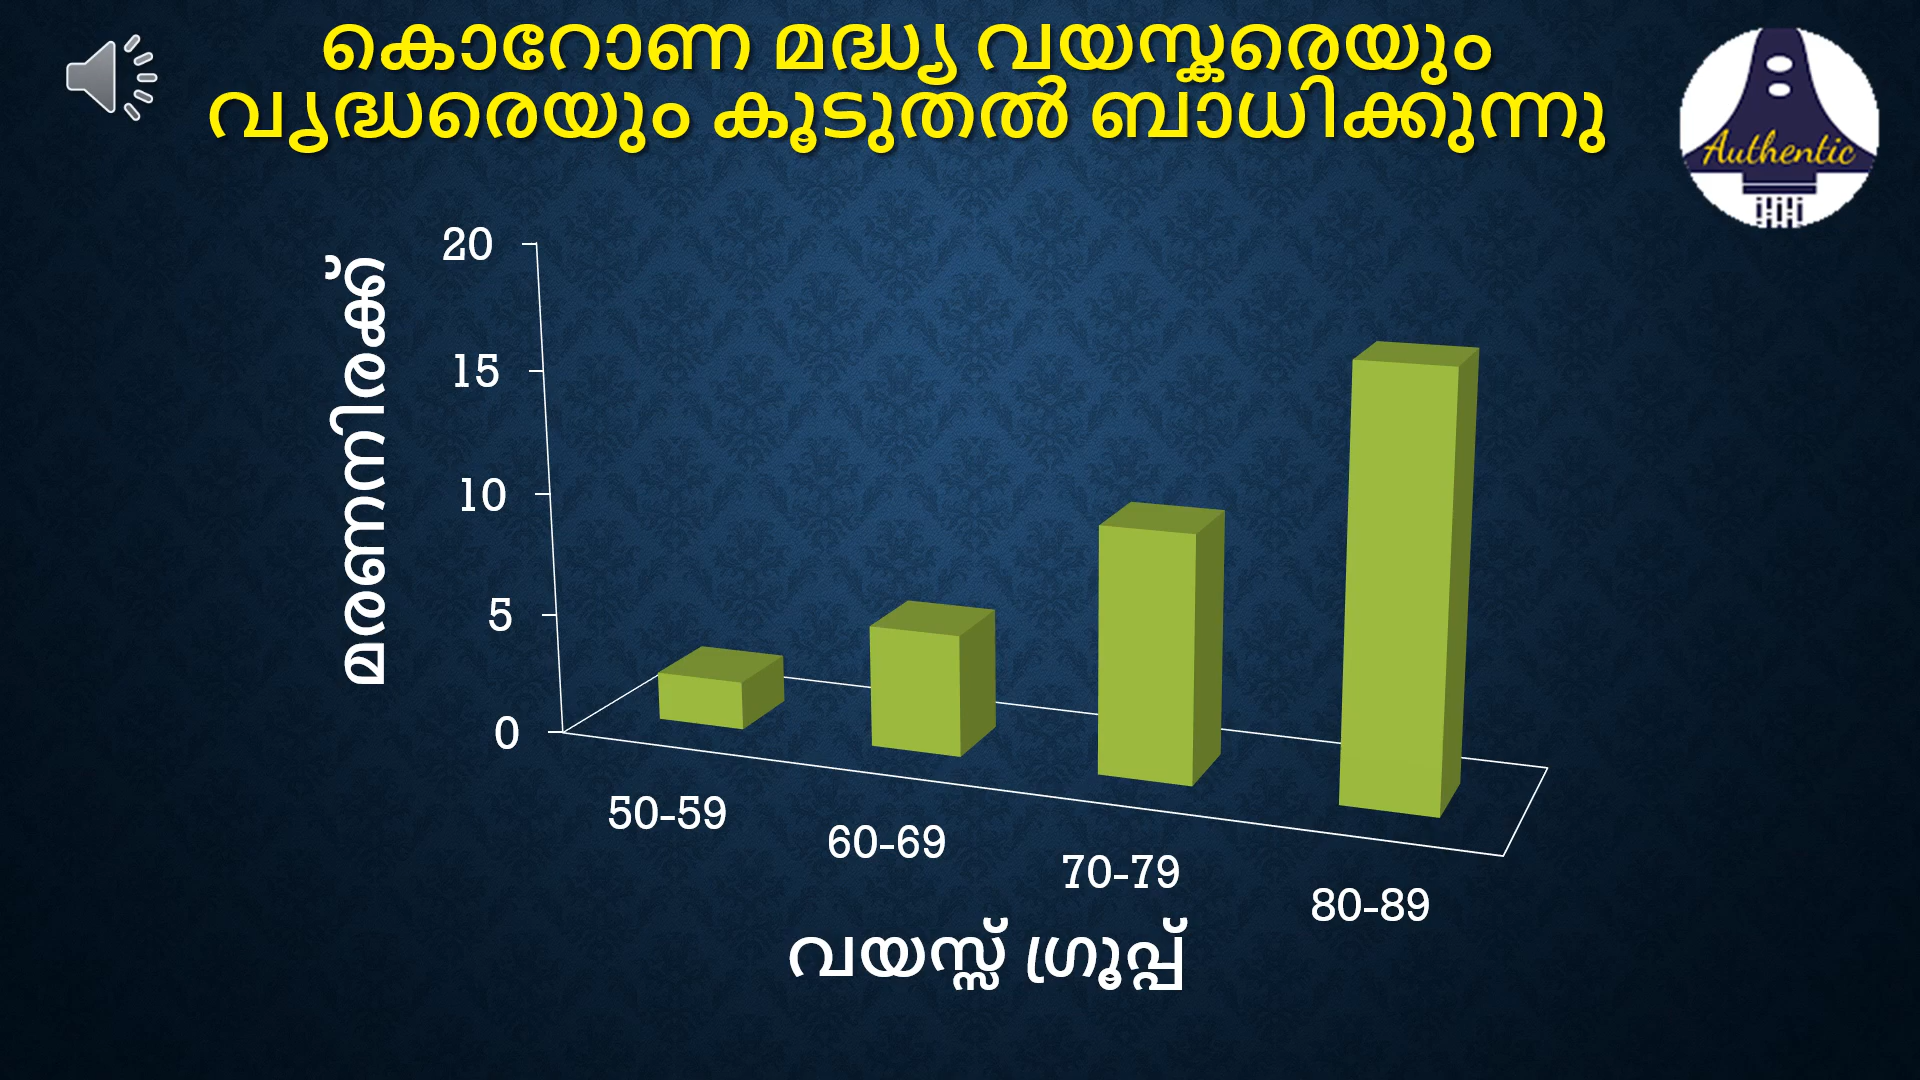 കൊറോണ മദ്ധ്യ വയസ്കരെയും
വൃദ്ധരെയും കൂടുതൽ ബാധിക്കുന്നു
Authentic
മരണനിരക്ക്
20
15
10
5
0
50-59
60-69
70-79
80-89
വയസ്സ് ഗ്രൂപ്പ്